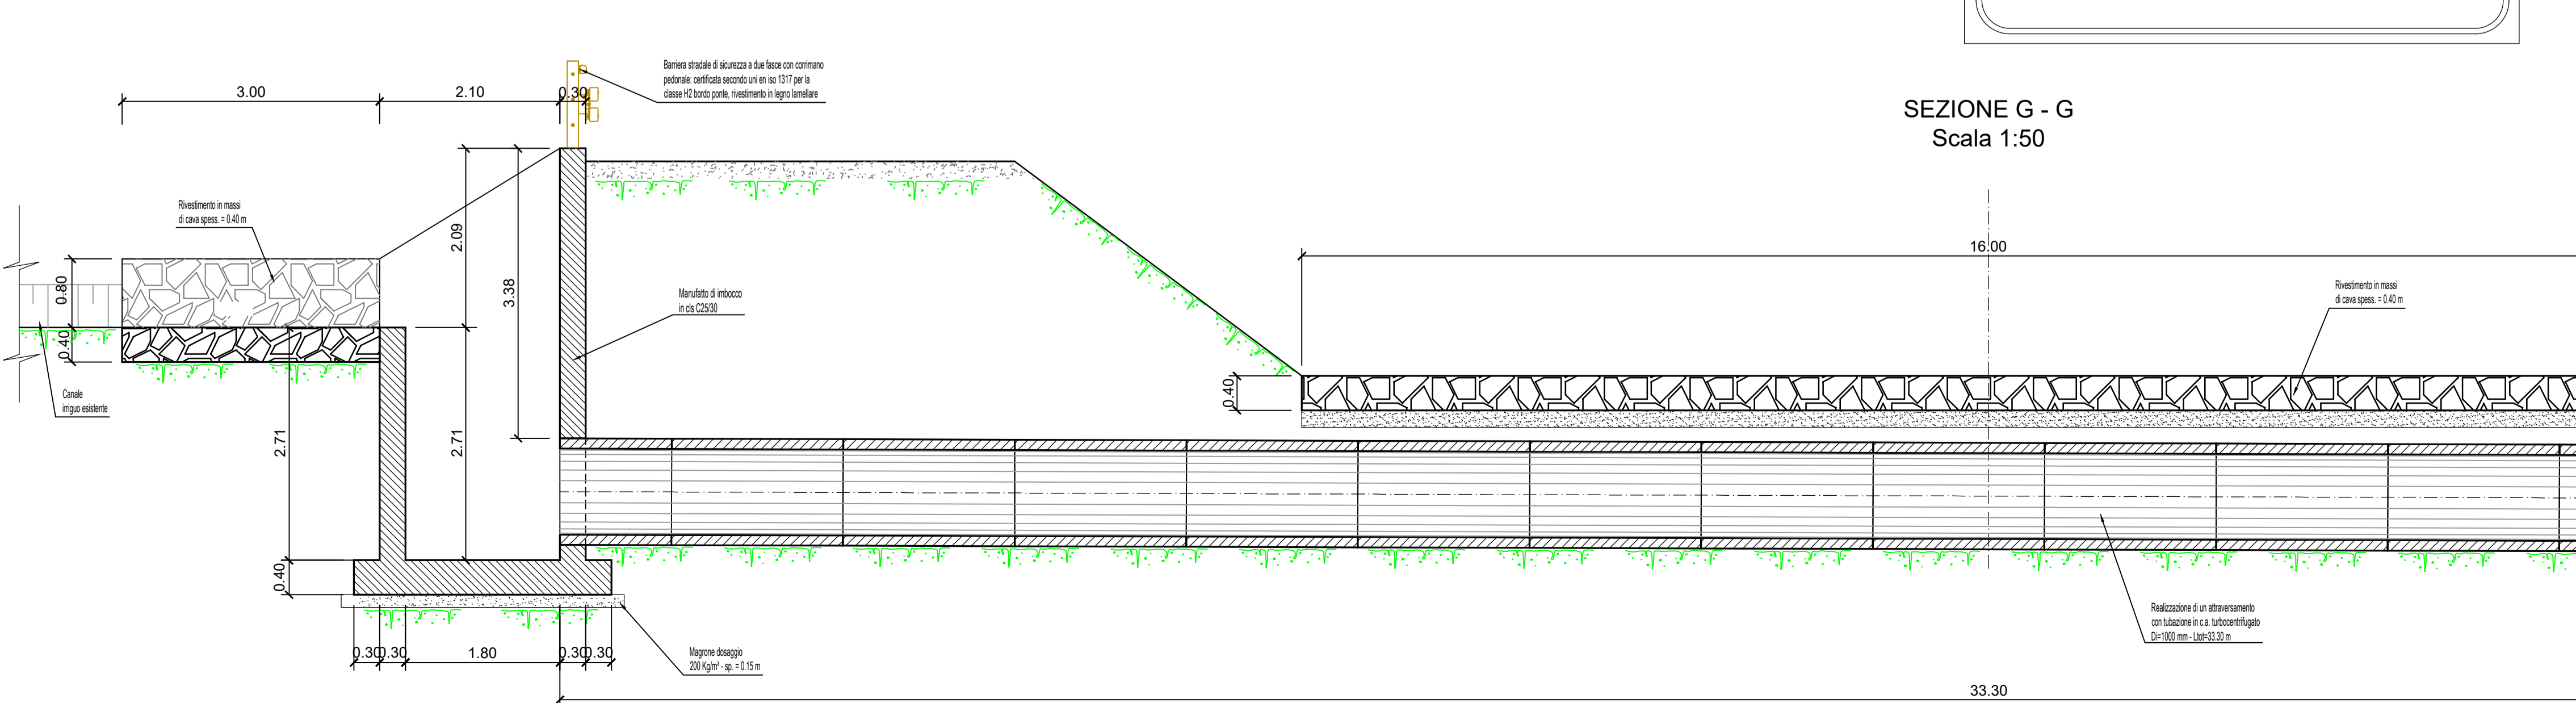 Barriera stradale di sicurezza a due fasce con corrimano
pedonale: certificata secondo uni en iso 1317 per la
classe H2 bordo ponte, rivestimento in legno lamellare
3.00
2.10
0.30
SEZIONE G - G
Scala 1:50
Rivestimento in massi
di cava spess. = 0.40 m
2.09
3.38
0.80
0.40
Manufatto di imbocco
in cls C25/30
16.00
Rivestimento in massi
di cava spess. = 0.40 m
0.40
Canale
irriguo esistente
2.71
2.71
0.40
Realizzazione di un attraversamento
con tubazione in c.a. turbocentrifugato
Di=1000 mm - Ltot=33.30 m
0.30
0.30
1.80
0.30
0.30
Magrone dosaggio
200 Kg/m³ - sp. = 0.15 m
33.30